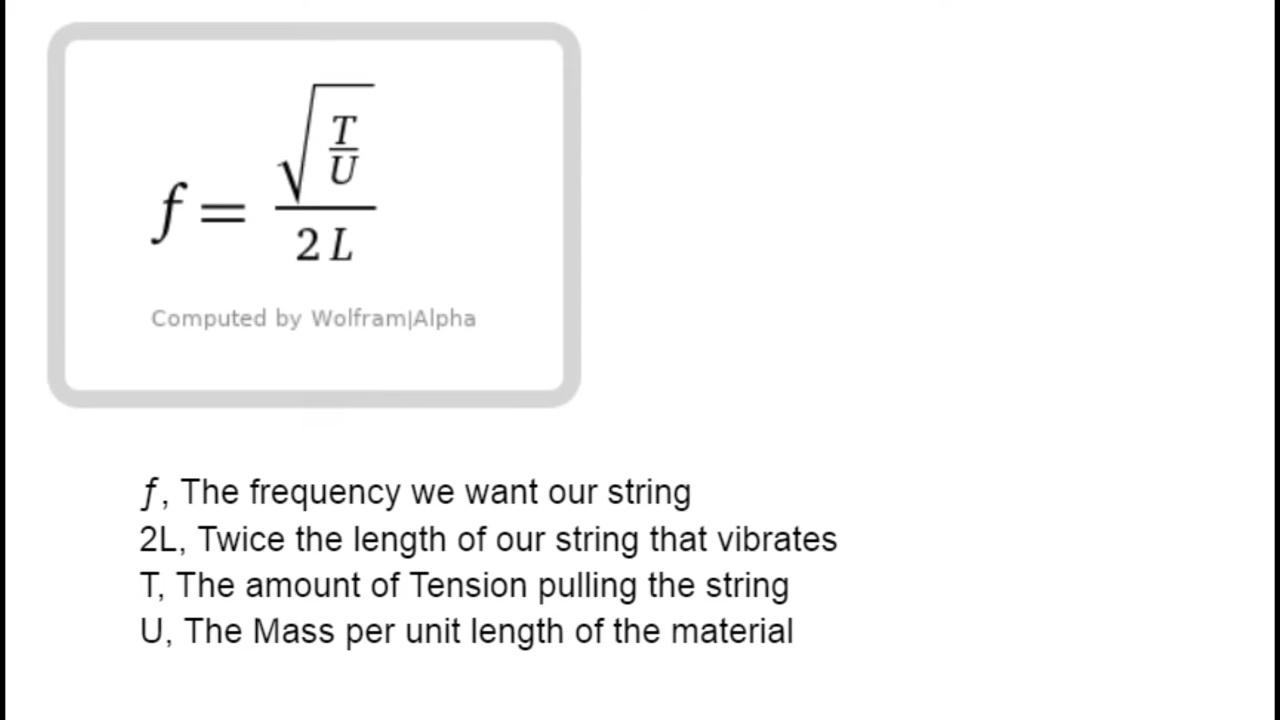 f = √(T/U) / 2 L
Computed by Wolfram|Alpha
f, The frequency we want our string
2L, Twice the length of our string that vibrates
T, The amount of Tension pulling the string
U, The Mass per unit length of the material